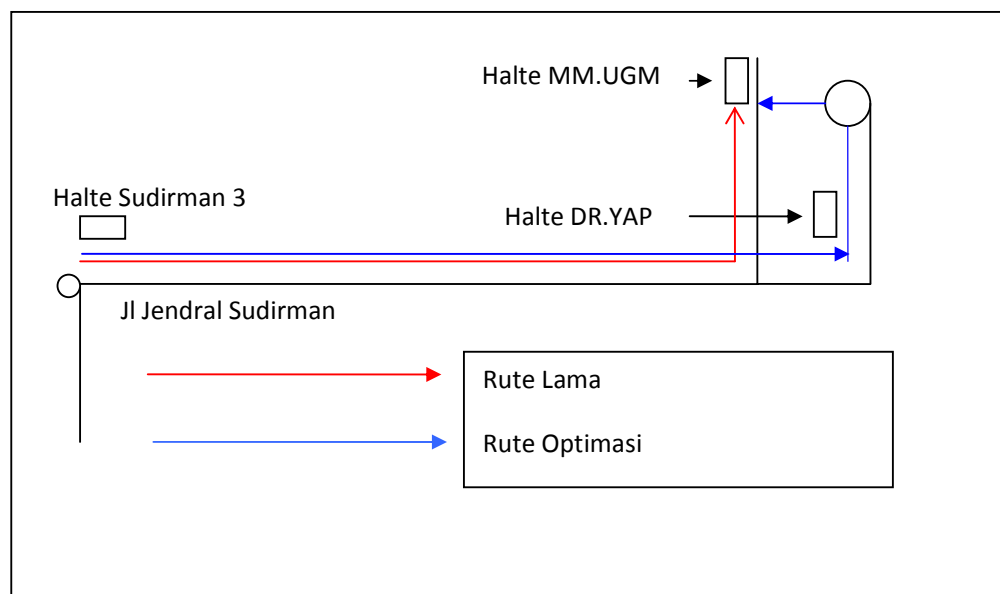 Halte MM.UGM
Halte Sudirman 3
Halte DR.YAP
Jl Jendral Sudirman
Rute Lama
Rute Optimasi